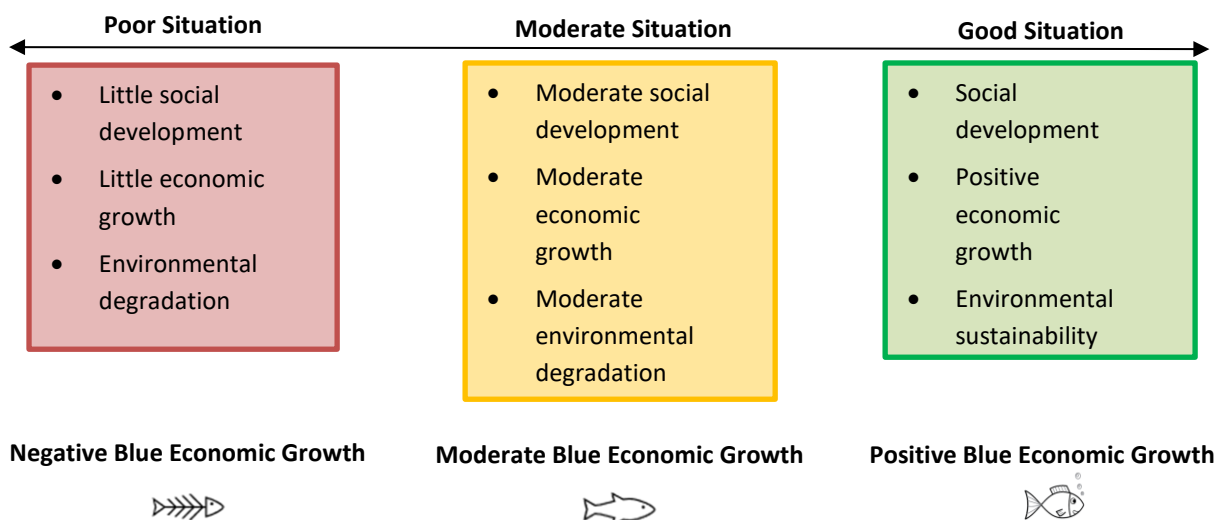 Poor Situation
Moderate Situation
Good Situation
• Little social
development
• Little economic
growth
• Environmental
degradation
• Moderate social
development
• Moderate
economic
growth
• Moderate
environmental
degradation
• Social
development
• Positive
economic
growth
• Environmental
sustainability
Negative Blue Economic Growth
Moderate Blue Economic Growth
Positive Blue Economic Growth